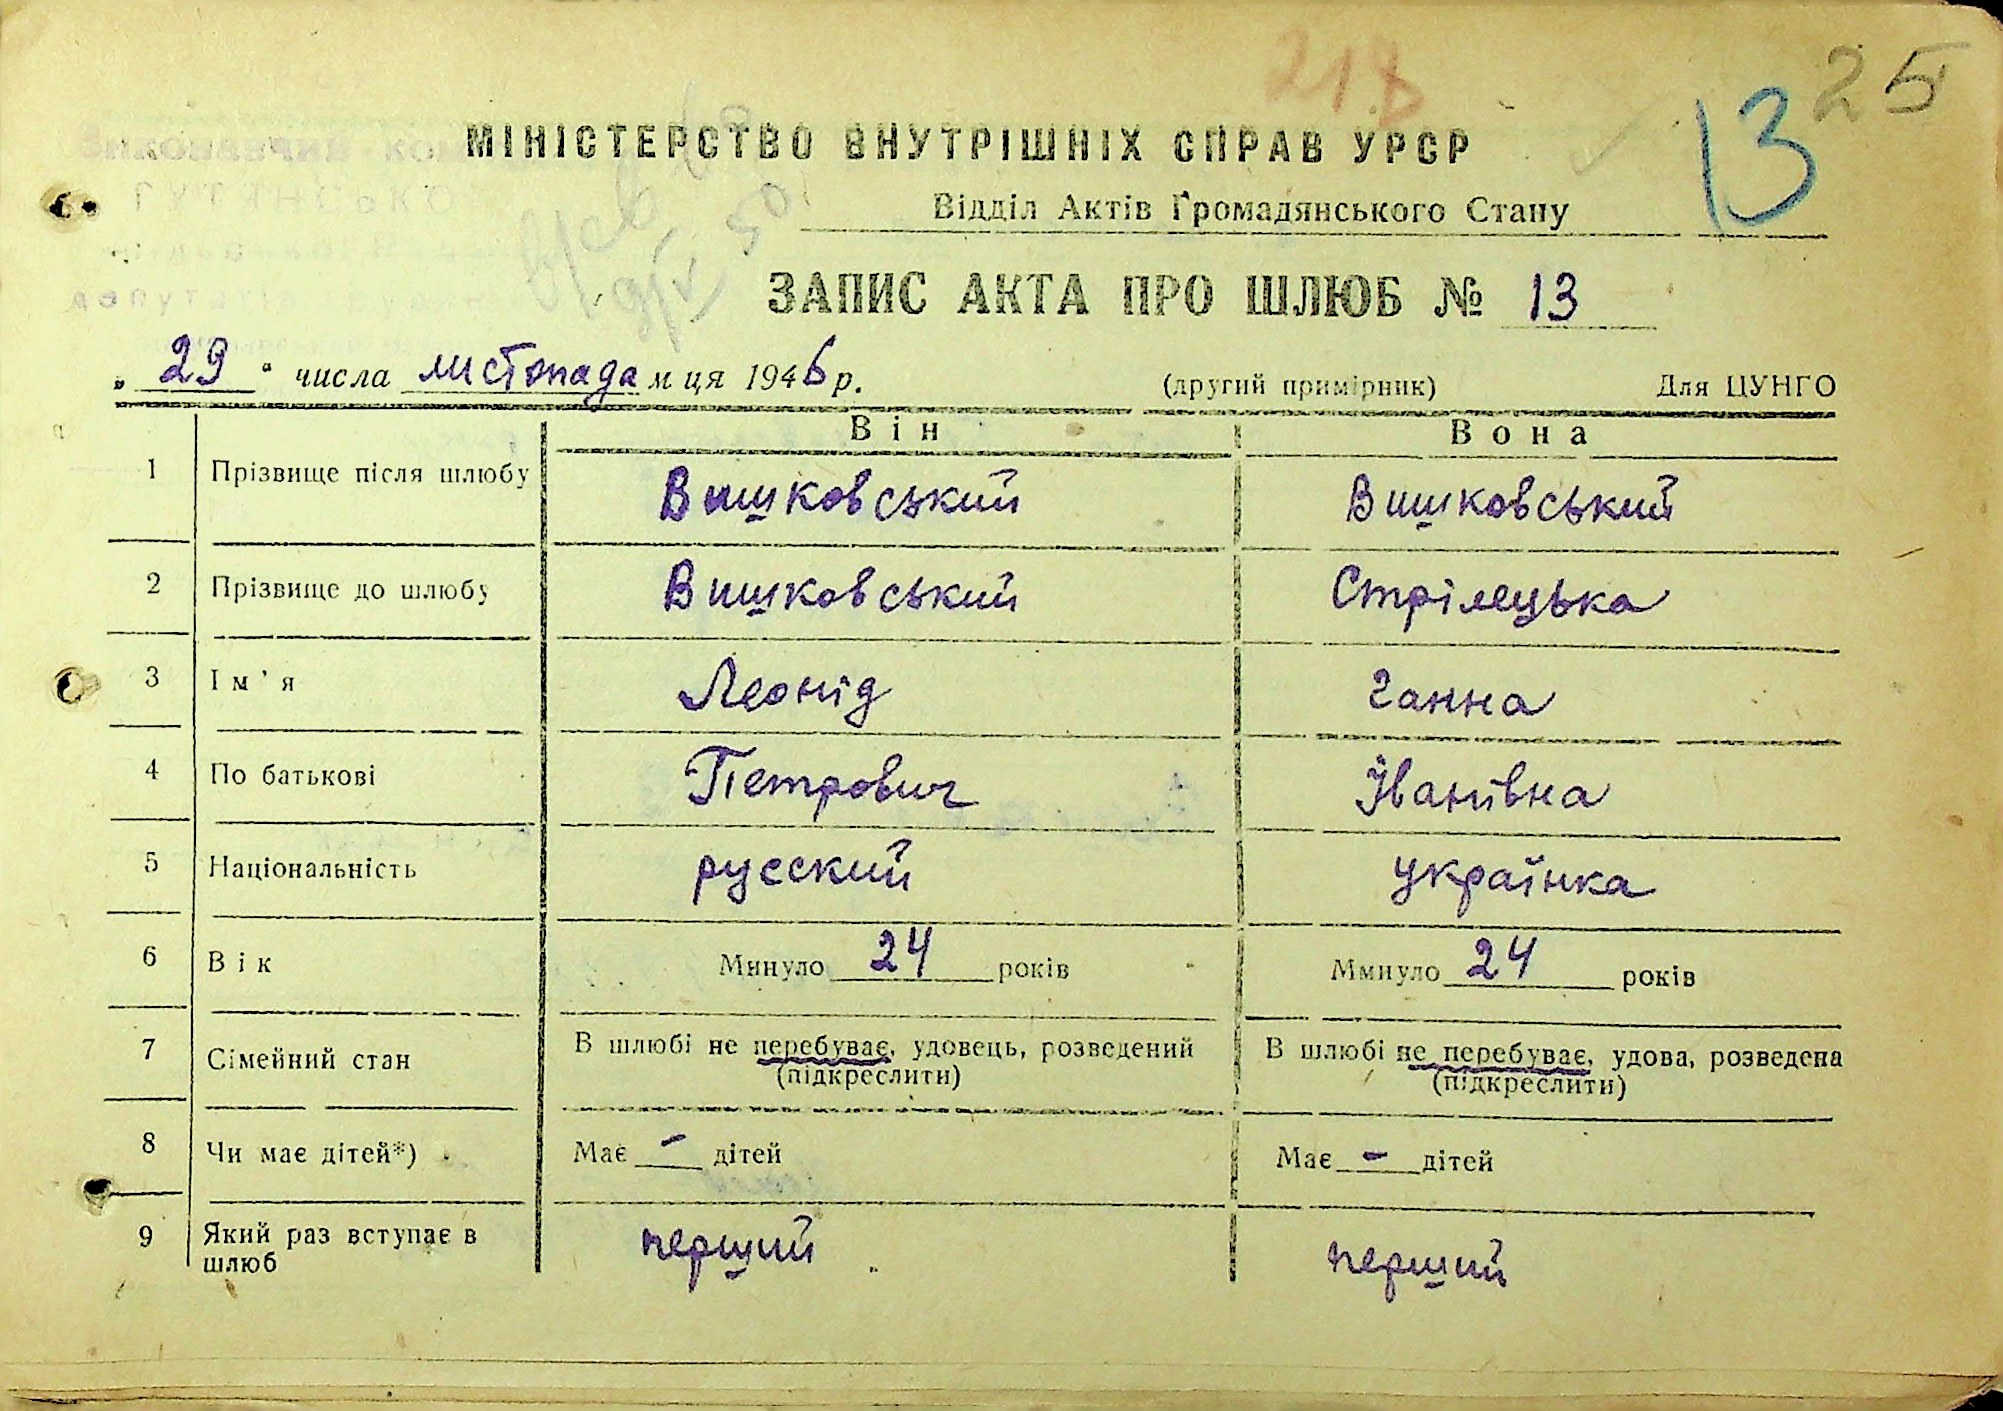 218
25
13
МІНІСТЕРСТВО ВНУТРІШНІХ СПРАВ УРСР
Відділ Актів Громадянського Стану
ЗАПИС АКТА ПРО ШЛЮБ № 13
„ 29 “ числа листопада м ця 1946 р. (другий примірник) Для ЦУНГО
Він Вона
1 Прізвище після шлюбу Вишковський Вишковський
2 Прізвище до шлюбу Вишковський Стрілецька
3 Ім'я Леонід Ганна
4 По батькові Петрович Іванівна
5 Національність русский українка
6 Вік Минуло 24 років Ммнуло 24 років
7 Сімейний стан В шлюбі не перебуває, удовець, розведений В шлюбі не перебуває, удова, розведена
(підкреслити) (підкреслити)
8 Чи має дітей*) Має – дітей Має – дітей
9 Який раз вступає в перший перший
шлюб